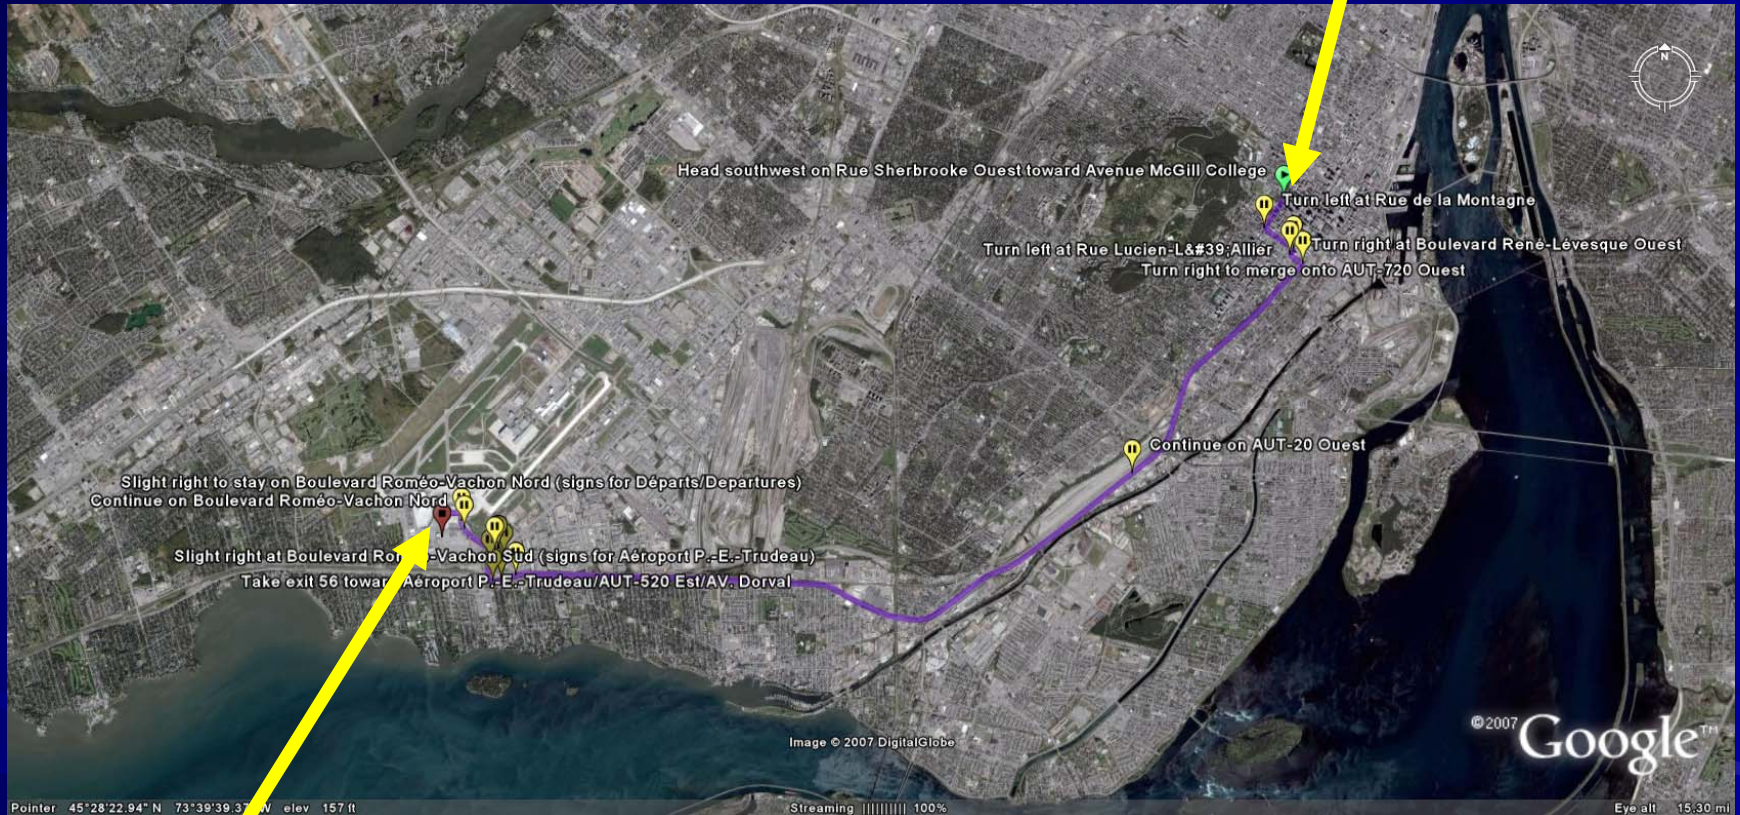 N
Head southwest on Rue Sherbrooke Ouest toward Avenue McGill College
Turn left at Rue de la Montagne
Turn left at Rue Lucien-L&#39;Allier
Turn right at Boulevard René-Lévesque Ouest
Turn right to merge onto AUT-720 Ouest
Continue on AUT-20 Ouest
Slight right to stay on Boulevard Roméo-Vachon Nord (signs for Départs/Departures)
Continue on Boulevard Roméo-Vachon Nord
Slight right at Boulevard -Vachon Sud (signs for Aéroport P.-E.-Trudeau)
Take exit 56 toward Aéroport P.-E.-Trudeau/AUT-520 Est/AV. Dorval
Image © 2007 DigitalGlobe
©2007 Google™
Pointer 45°28'22.94" N 73°39'39.37" W elev 157 ft
Streaming |||||||||| 100%
Eye alt 15.30 mi